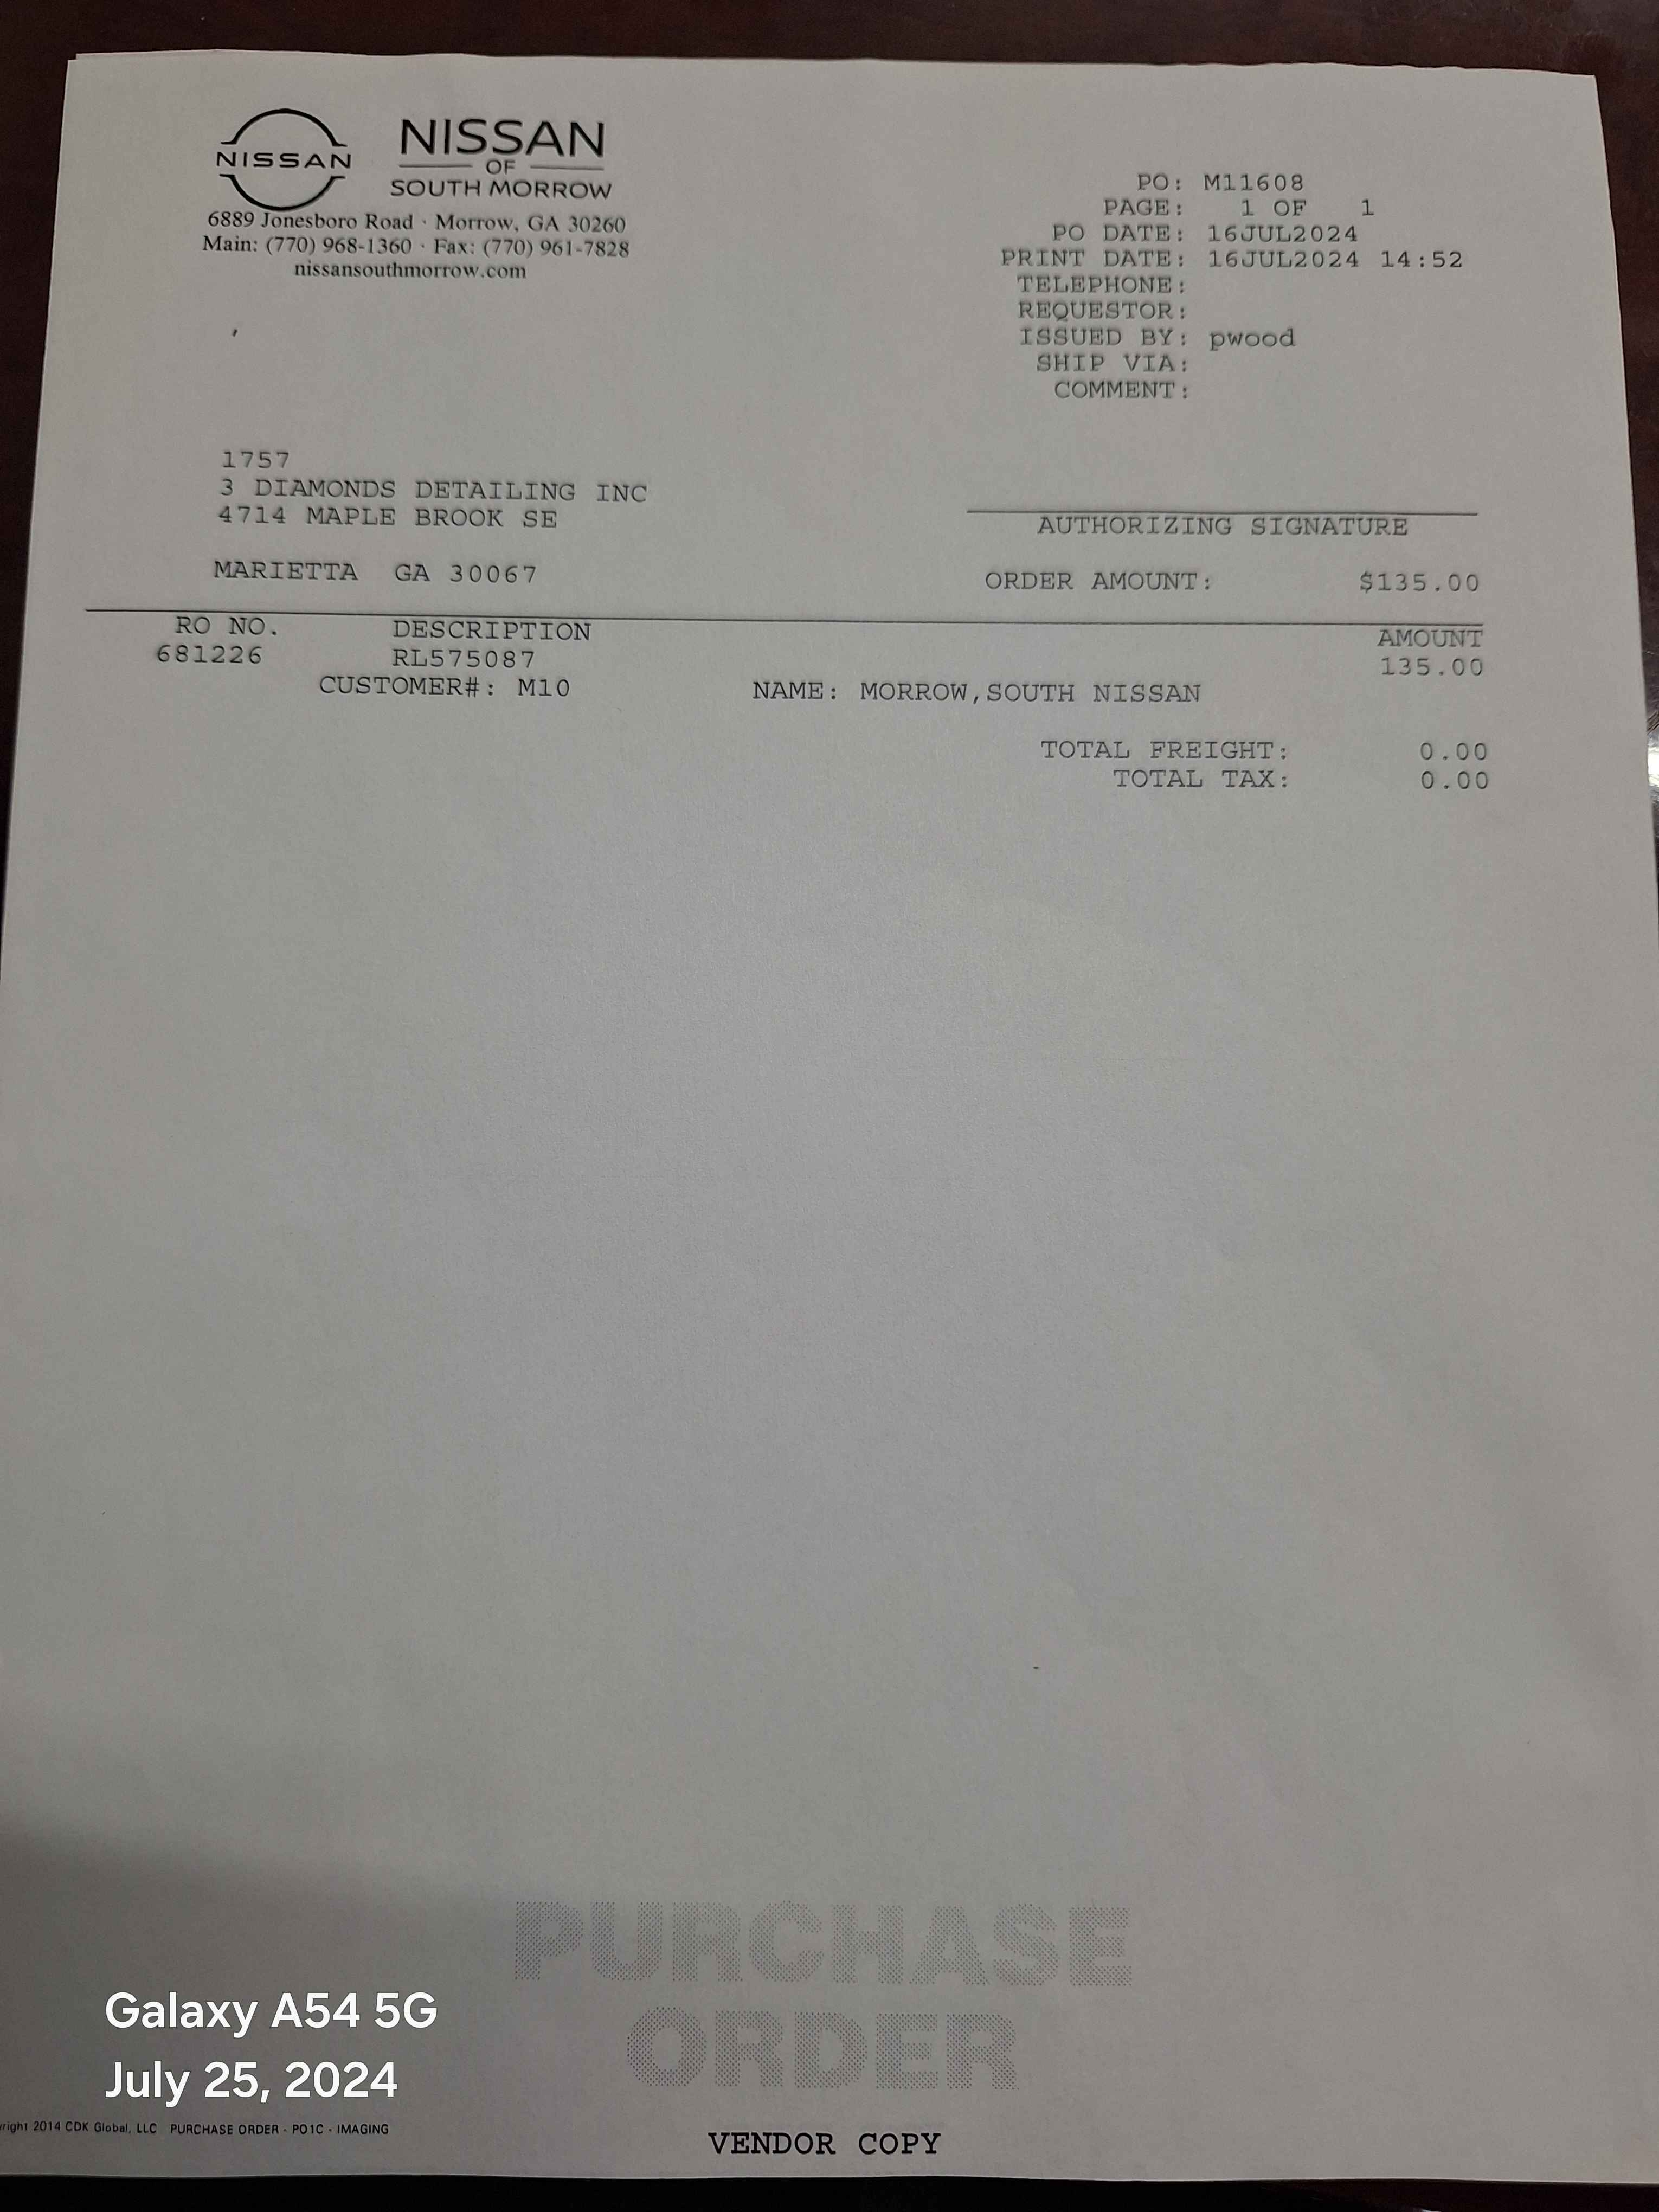 NISSAN
NISSAN
OF
SOUTH MORROW
6889 Jonesboro Road · Morrow, GA 30260
Main: (770) 968-1360 · Fax: (770) 961-7828
nissansouthmorrow.com
PO: M11608
PAGE: 1 OF 1
PO DATE: 16JUL2024
PRINT DATE: 16JUL2024 14:52
TELEPHONE:
REQUESTOR:
ISSUED BY: pwood
SHIP VIA:
COMMENT:
1757
3 DIAMONDS DETAILING INC
4714 MAPLE BROOK SE
MARIETTA GA 30067
AUTHORIZING SIGNATURE
ORDER AMOUNT: $135.00
RO NO. DESCRIPTION AMOUNT
681226 RL575087 135.00
CUSTOMER#: M10 NAME: MORROW,SOUTH NISSAN
TOTAL FREIGHT: 0.00
TOTAL TAX: 0.00
PURCHASE
ORDER
Galaxy A54 5G
July 25, 2024
right 2014 CDK Global, LLC PURCHASE ORDER - PO1C - IMAGING
VENDOR COPY